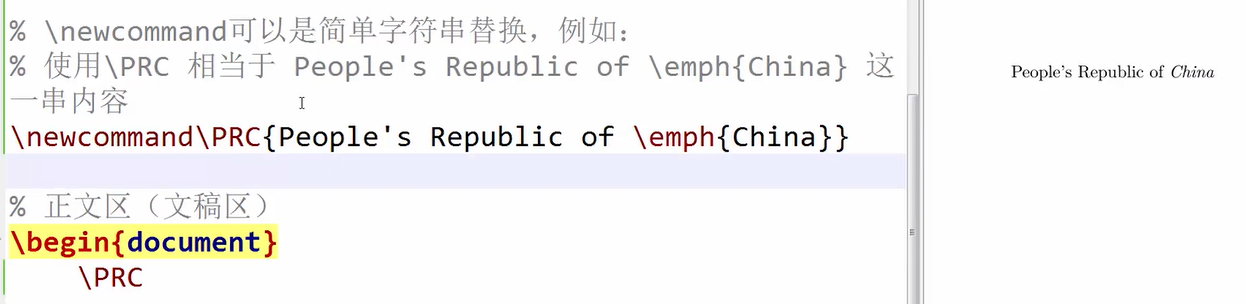 % \newcommand可以是简单字符串替换，例如：
% 使用\PRC 相当于 People's Republic of \emph{China} 这
一串内容
\newcommand\PRC{People's Republic of \emph{China}}
% 正文区（文稿区）
\begin{document}
\PRC
People's Republic of China